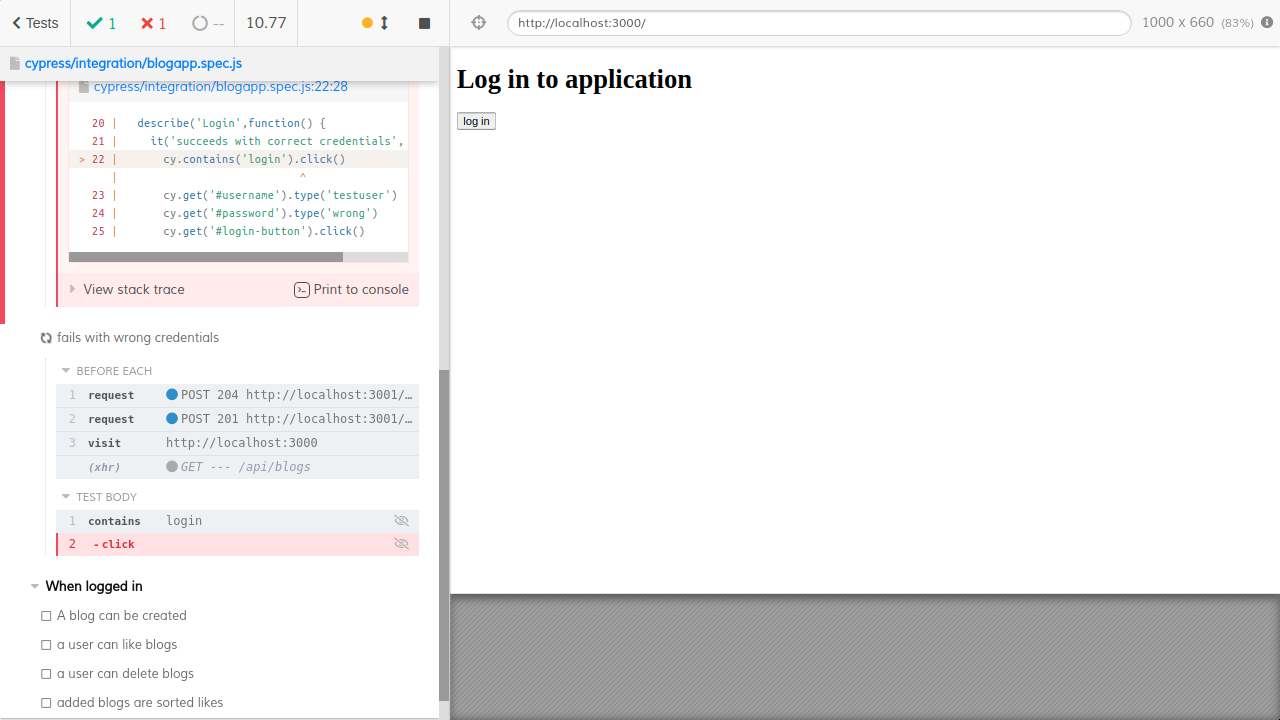 Tests 1 1 -- 10.77
http://localhost:3000/ 1000 x 660 (83%)
cypress/integration/blogapp.spec.js
cypress/integration/blogapp.spec.js:22:28
20 | describe('Login',function() {
21 | it('succeeds with correct credentials',
> 22 | cy.contains('login').click()
| ^
23 | cy.get('#username').type('testuser')
24 | cy.get('#password').type('wrong')
25 | cy.get('#login-button').click()
View stack trace Print to console
fails with wrong credentials
BEFORE EACH
1 request POST 204 http://localhost:3001/…
2 request POST 201 http://localhost:3001/…
3 visit http://localhost:3000
(xhr) GET --- /api/blogs
TEST BODY
1 contains login
2 -click
When logged in
A blog can be created
a user can like blogs
a user can delete blogs
added blogs are sorted likes
Log in to application
log in